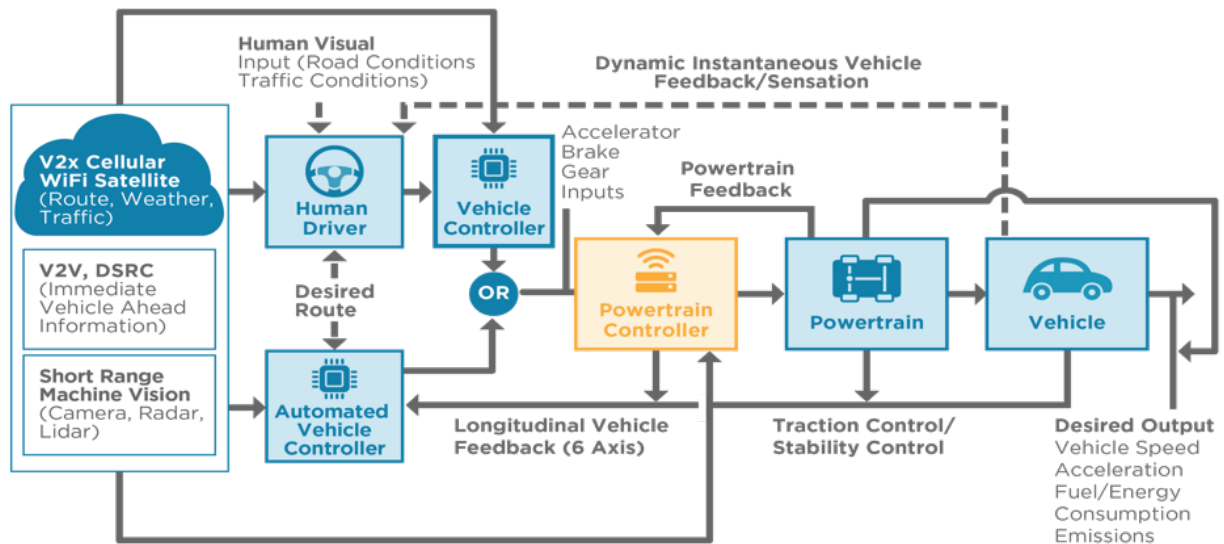 Human Visual
Input (Road Conditions
Traffic Conditions)
Dynamic Instantaneous Vehicle
Feedback/Sensation
V2x Cellular
WiFi Satellite
(Route, Weather,
Traffic)
Human
Driver
Vehicle
Controller
Accelerator
Brake
Gear
Inputs
Powertrain
Feedback
V2V, DSRC
(Immediate
Vehicle Ahead
Information)
Desired
Route
OR
Powertrain
Controller
Powertrain
Vehicle
Short Range
Machine Vision
(Camera, Radar,
Lidar)
Automated
Vehicle
Controller
Longitudinal Vehicle
Feedback (6 Axis)
Traction Control/
Stability Control
Desired Output
Vehicle Speed
Acceleration
Fuel/Energy
Consumption
Emissions